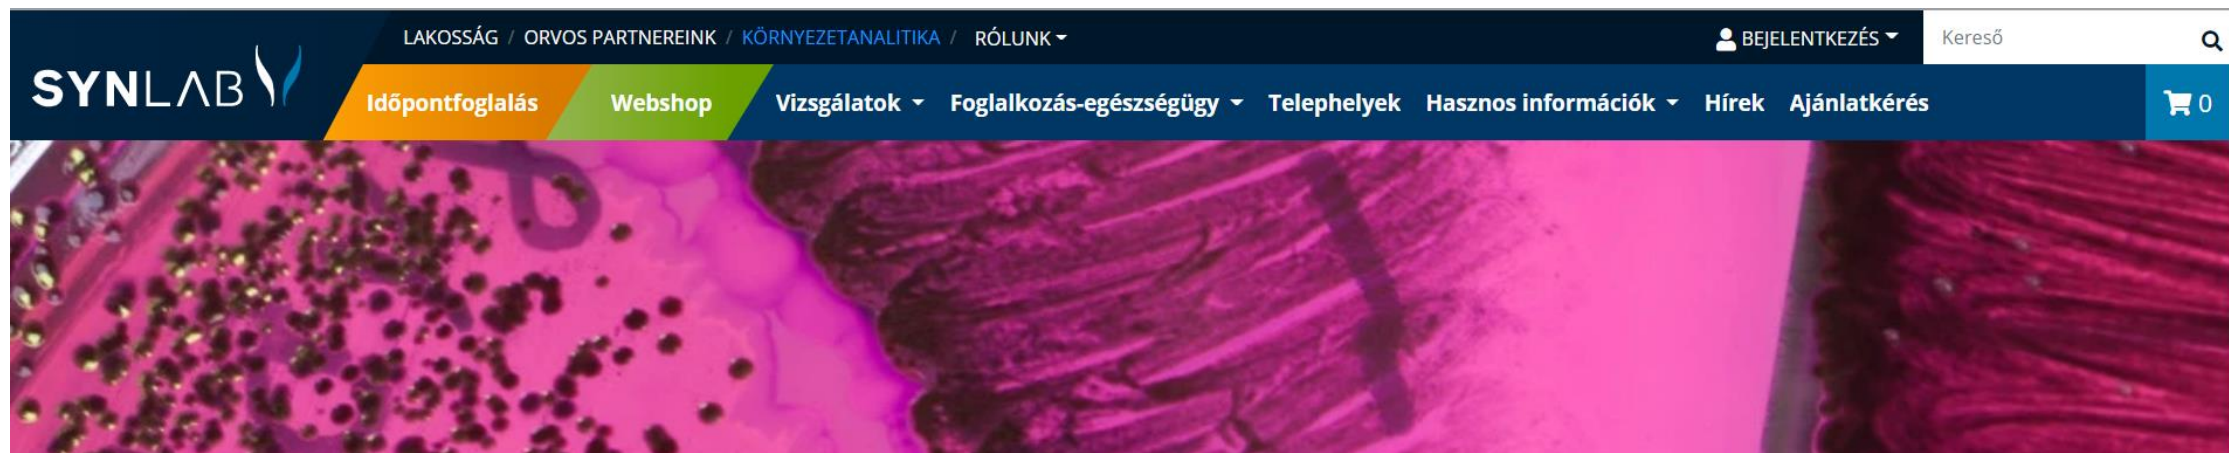 SYNLAB
LAKOSSÁG / ORVOS PARTNEREINK / KÖRNYEZETANALITIKA / RÓLUNK
BEJELENTKEZÉS
Kereső
Időpontfoglalás
Webshop
Vizsgálatok
Foglalkozás-egészségügy
Telephelyek
Hasznos információk
Hírek
Ajánlatkérés
0